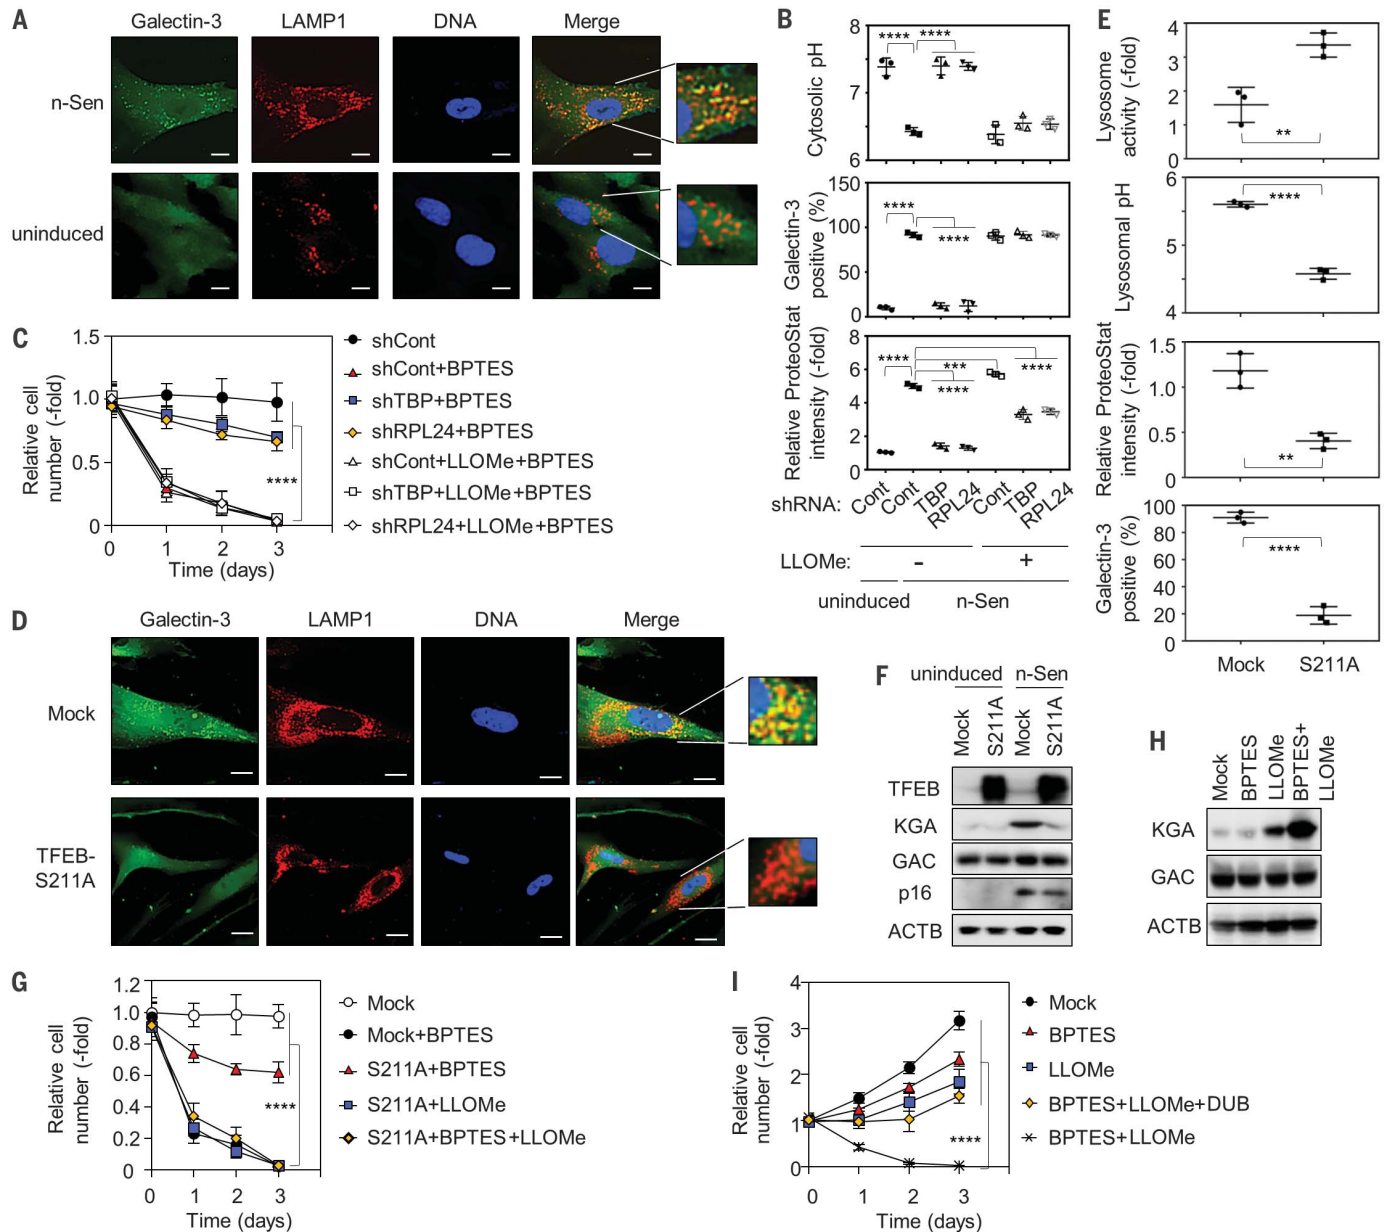 A
Galectin-3
LAMP1
DNA
Merge
n-Sen
uninduced
B
Cytosolic pH
8
7
6
****
****
Galectin-3
positive (%)
150
100
50
0
****
****
Relative ProteoStat
intensity (-fold)
8
6
4
2
0
****
***
****
****
shRNA:
Cont
Cont
TBP
RPL24
Cont
TBP
RPL24
LLOMe:
-
+
uninduced
n-Sen
C
Relative cell
number (-fold)
1.5
1.0
0.5
0
0
1
2
3
Time (days)
****
shCont
shCont+BPTES
shTBP+BPTES
shRPL24+BPTES
shCont+LLOMe+BPTES
shTBP+LLOMe+BPTES
shRPL24+LLOMe+BPTES
D
Galectin-3
LAMP1
DNA
Merge
Mock
TFEB-
S211A
E
Lysosome
activity (-fold)
4
3
2
1
0
**
Lysosomal pH
6
5
4
****
Relative ProteoStat
intensity (-fold)
1.5
1.0
0.5
0
**
Galectin-3
positive (%)
100
80
60
40
20
0
****
Mock
S211A
F
uninduced
n-Sen
Mock
S211A
Mock
S211A
TFEB
KGA
GAC
p16
ACTB
G
Relative cell
number (-fold)
1.2
1.0
0.8
0.6
0.4
0.2
0
0
1
2
3
Time (days)
****
Mock
Mock+BPTES
S211A+BPTES
S211A+LLOMe
S211A+BPTES+LLOMe
H
Mock
BPTES
LLOMe
BPTES+
LLOMe
KGA
GAC
ACTB
I
Relative cell
number (-fold)
4
3
2
1
0
0
1
2
3
Time (days)
****
Mock
BPTES
LLOMe
BPTES+LLOMe+DUB
BPTES+LLOMe